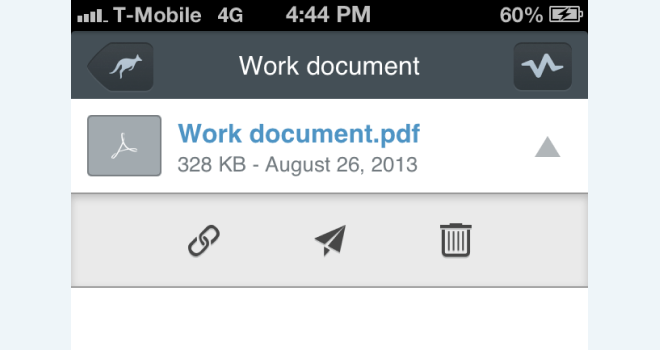 T-Mobile 4G 4:44 PM 60%
Work document
Work document.pdf
328 KB - August 26, 2013